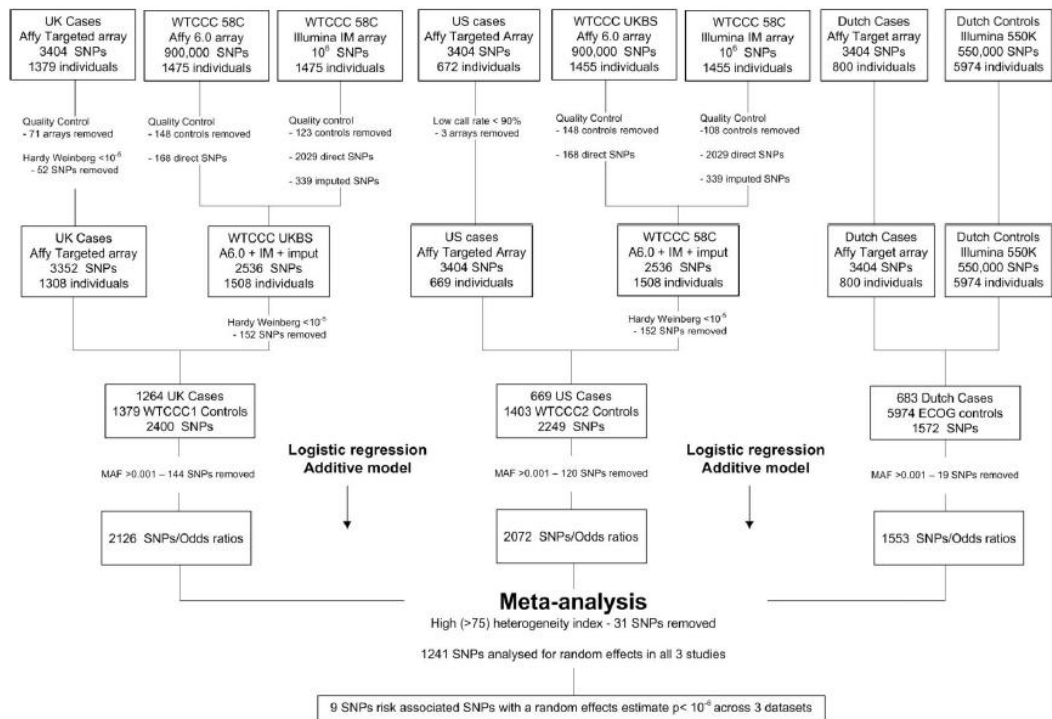 UK Cases
Affy Targeted array
3404 SNPs
1379 individuals
WTCCC 58C
Affy 6.0 array
900,000 SNPs
1475 individuals
WTCCC 58C
Illumina IM array
10⁶ SNPs
1475 individuals
US cases
Affy Targeted Array
3404 SNPs
672 individuals
WTCCC UKBS
Affy 6.0 array
900,000 SNPs
1455 individuals
WTCCC 58C
Illumina IM array
10⁶ SNPs
1455 individuals
Dutch Cases
Affy Target array
3404 SNPs
800 individuals
Dutch Controls
Illumina 550K
550,000 SNPs
5974 individuals
Quality Control
- 71 arrays removed
Hardy Weinberg <10⁻⁵
- 52 SNPs removed
Quality Control
- 148 controls removed
- 168 direct SNPs
Quality Control
- 123 controls removed
- 2029 direct SNPs
- 339 imputed SNPs
Low call rate < 90%
- 3 arrays removed
Quality Control
- 148 controls removed
- 168 direct SNPs
Quality Control
-108 controls removed
- 2029 direct SNPs
- 339 imputed SNPs
UK Cases
Affy Targeted array
3352 SNPs
1308 individuals
WTCCC UKBS
A6.0 + IM + imput
2536 SNPs
1508 individuals
US cases
Affy Targeted Array
3404 SNPs
669 individuals
WTCCC 58C
A6.0 + IM + imput
2536 SNPs
1508 individuals
Dutch Cases
Affy Target array
3404 SNPs
800 individuals
Dutch Controls
Illumina 550K
550,000 SNPs
5974 individuals
Hardy Weinberg <10⁻⁵
- 152 SNPs removed
Hardy Weinberg <10⁻⁵
- 152 SNPs removed
1264 UK Cases
1379 WTCCC1 Controls
2400 SNPs
669 US Cases
1403 WTCCC2 Controls
2249 SNPs
683 Dutch Cases
5974 ECOG controls
1572 SNPs
Logistic regression
Additive model
Logistic regression
Additive model
MAF >0.001 – 144 SNPs removed
MAF >0.001 – 120 SNPs removed
MAF >0.001 – 19 SNPs removed
2126 SNPs/Odds ratios
2072 SNPs/Odds ratios
1553 SNPs/Odds ratios
Meta-analysis
High (>75) heterogeneity index - 31 SNPs removed
1241 SNPs analysed for random effects in all 3 studies
9 SNPs risk associated SNPs with a random effects estimate p< 10⁻⁶ across 3 datasets